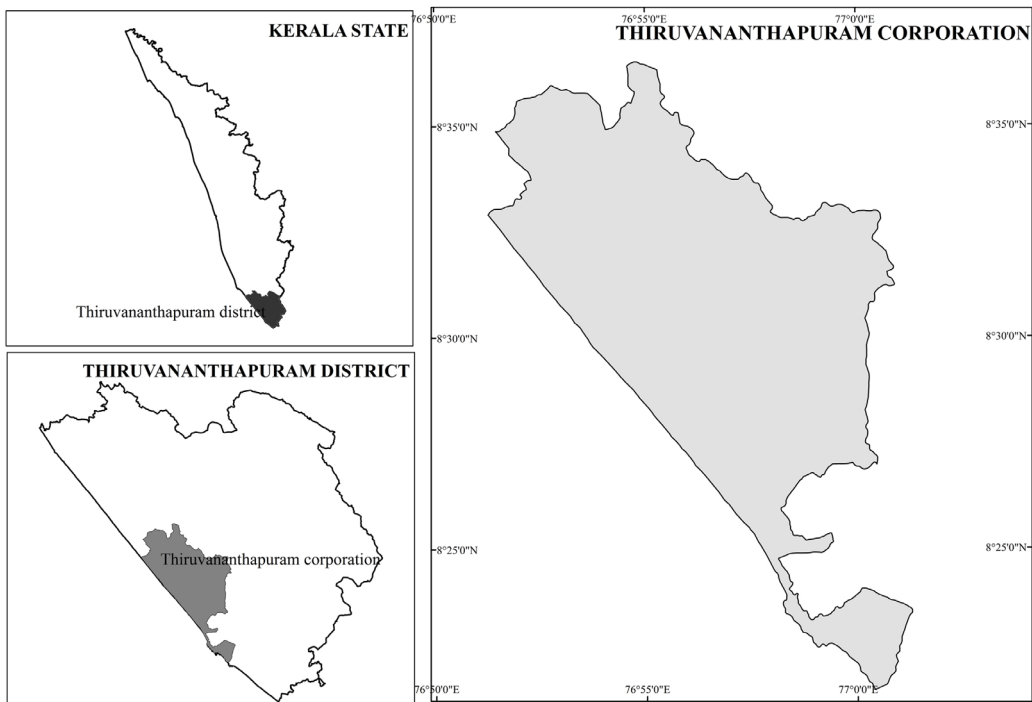 KERALA STATE
Thiruvananthapuram district
THIRUVANANTHAPURAM DISTRICT
Thiruvananthapuram corporation
76°50'0"E
76°55'0"E
77°0'0"E
THIRUVANANTHAPURAM CORPORATION
8°35'0"N
8°35'0"N
8°30'0"N
8°30'0"N
8°25'0"N
8°25'0"N
76°50'0"E
76°55'0"E
77°0'0"E